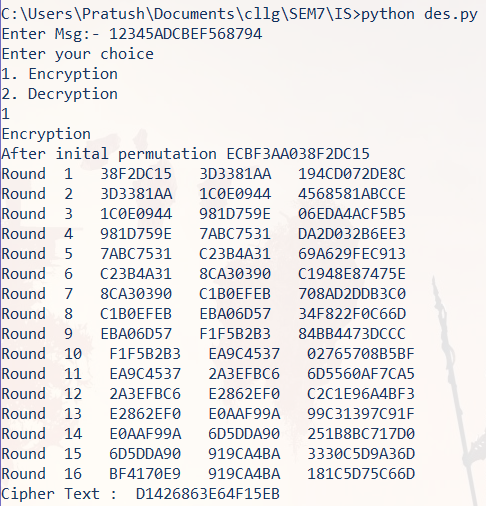 C:\Users\Pratush\Documents\cllg\SEM7\IS>python des.py
Enter Msg:- 12345ADCBEF568794
Enter your choice
1. Encryption
2. Decryption
1
Encryption
After inital permutation ECBF3AA038F2DC15
Round 1 38F2DC15 3D3381AA 194CD072DE8C
Round 2 3D3381AA 1C0E0944 4568581ABCCE
Round 3 1C0E0944 981D759E 06EDA4ACF5B5
Round 4 981D759E 7ABC7531 DA2D032B6EE3
Round 5 7ABC7531 C23B4A31 69A629FEC913
Round 6 C23B4A31 8CA30390 C1948E87475E
Round 7 8CA30390 C1B0EFEB 708AD2DDB3C0
Round 8 C1B0EFEB EBA06D57 34F822F0C66D
Round 9 EBA06D57 F1F5B2B3 84BB4473DCCC
Round 10 F1F5B2B3 EA9C4537 02765708B5BF
Round 11 EA9C4537 2A3EFBC6 6D5560AF7CA5
Round 12 2A3EFBC6 E2862EF0 C2C1E96A4BF3
Round 13 E2862EF0 E0AAF99A 99C31397C91F
Round 14 E0AAF99A 6D5DDA90 251B8BC717D0
Round 15 6D5DDA90 919CA4BA 3330C5D9A36D
Round 16 BF4170E9 919CA4BA 181C5D75C66D
Cipher Text : D1426863E64F15EB